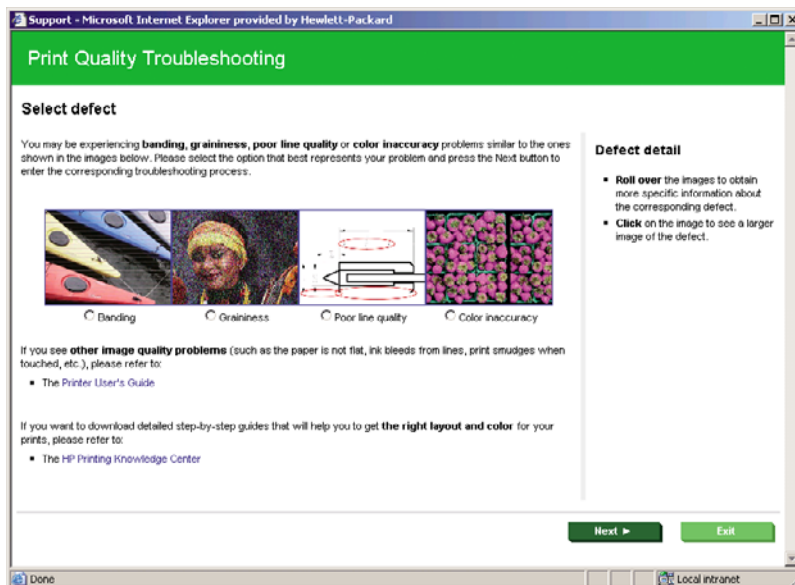 Support - Microsoft Internet Explorer provided by Hewlett-Packard
Print Quality Troubleshooting
Select defect
You may be experiencing banding, graininess, poor line quality or color inaccuracy problems similar to the ones
shown in the images below. Please select the option that best represents your problem and press the Next button to
enter the corresponding troubleshooting process.
Banding
Graininess
Poor line quality
Color inaccuracy
If you see other image quality problems (such as the paper is not flat, ink bleeds from lines, print smudges when
touched, etc.), please refer to:
The Printer User's Guide
If you want to download detailed step-by-step guides that will help you to get the right layout and color for your
prints, please refer to:
The HP Printing Knowledge Center
Defect detail
Roll over the images to obtain
more specific information about
the corresponding defect.
Click on the image to see a larger
image of the defect.
Next
Exit
Done
Local intranet